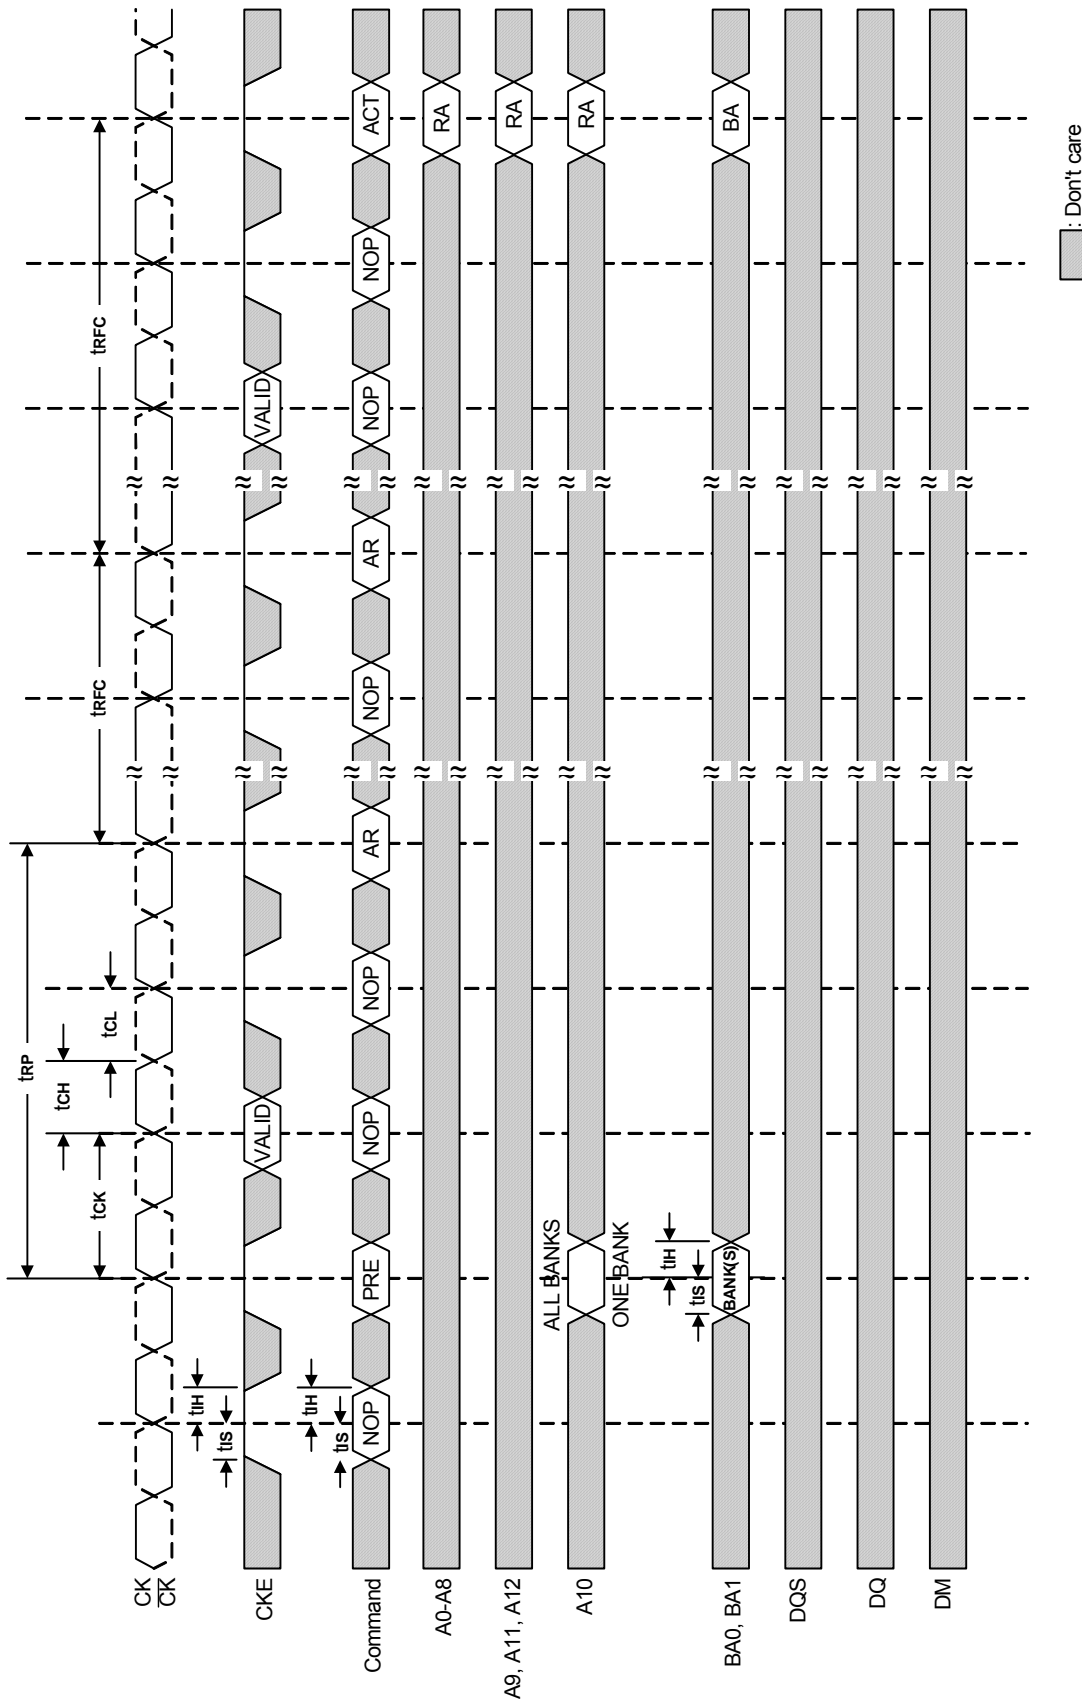 tRP
tCH
tCL
tCK
tRFC
tRFC
CK
CK
tIS
tIH
CKE
VALID
VALID
tIS
tIH
Command
NOP
PRE
NOP
NOP
AR
NOP
AR
NOP
NOP
ACT
A0-A8
RA
A9, A11, A12
RA
ALL BANKS
A10
RA
ONE BANK
tIS
tIH
BA0, BA1
BANK(S)
BA
DQS
DQ
DM
: Don't care